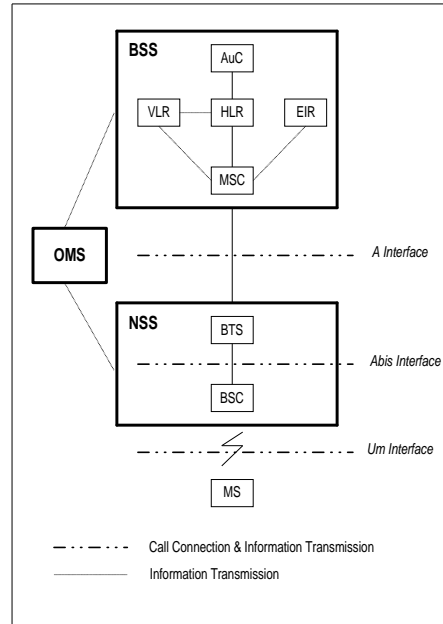 BSS
AuC
VLR
HLR
EIR
MSC
OMS
A Interface
NSS
BTS
Abis Interface
BSC
Um Interface
MS
Call Connection & Information Transmission
Information Transmission